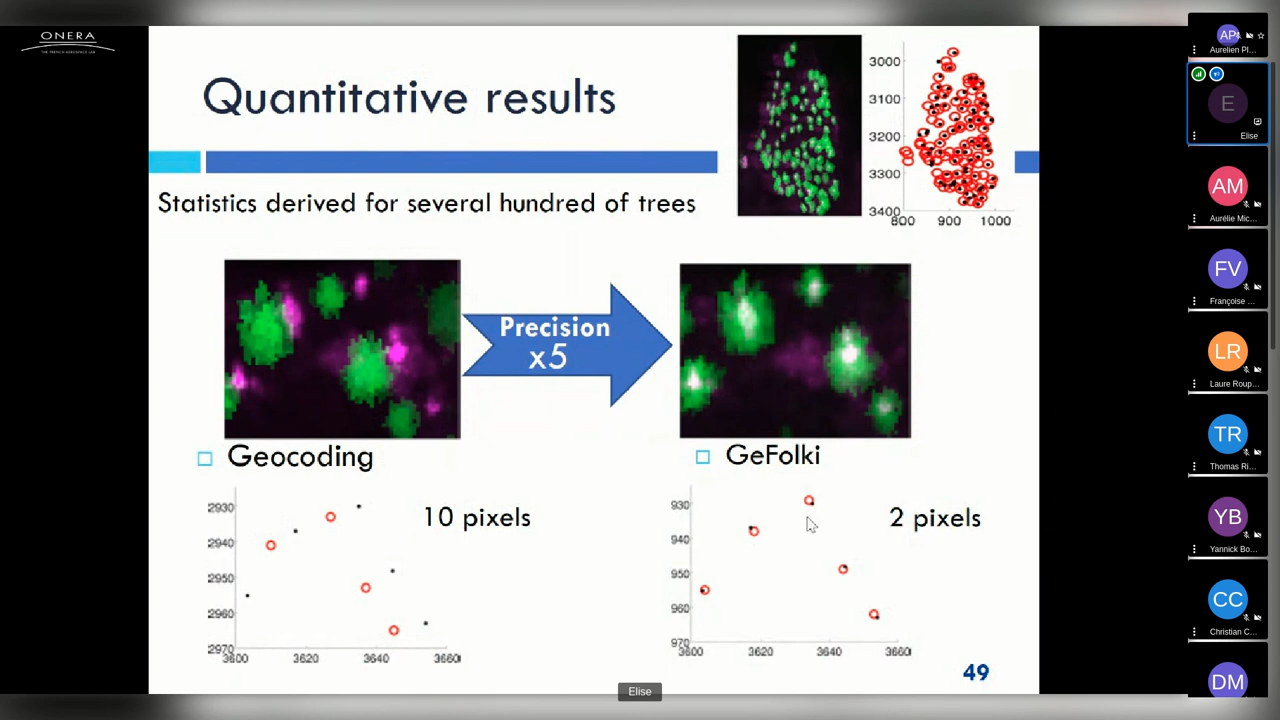 ONERA
THE FRENCH AEROSPACE LAB
Quantitative results
3000
3100
3200
3300
3400
800 900 1000
Statistics derived for several hundred of trees
Precision
x5
Geocoding
GeFolki
2930
2940
2950
2960
2970
3600 3620 3640 3660
10 pixels
930
940
950
960
970
3600 3620 3640 3660
2 pixels
49
Elise
AP
Aurelien Pl...
E
Elise
AM
Aurélie Mic...
FV
Françoise ...
LR
Laure Roup...
TR
Thomas Ri...
YB
Yannick Bo...
CC
Christian C...
DM